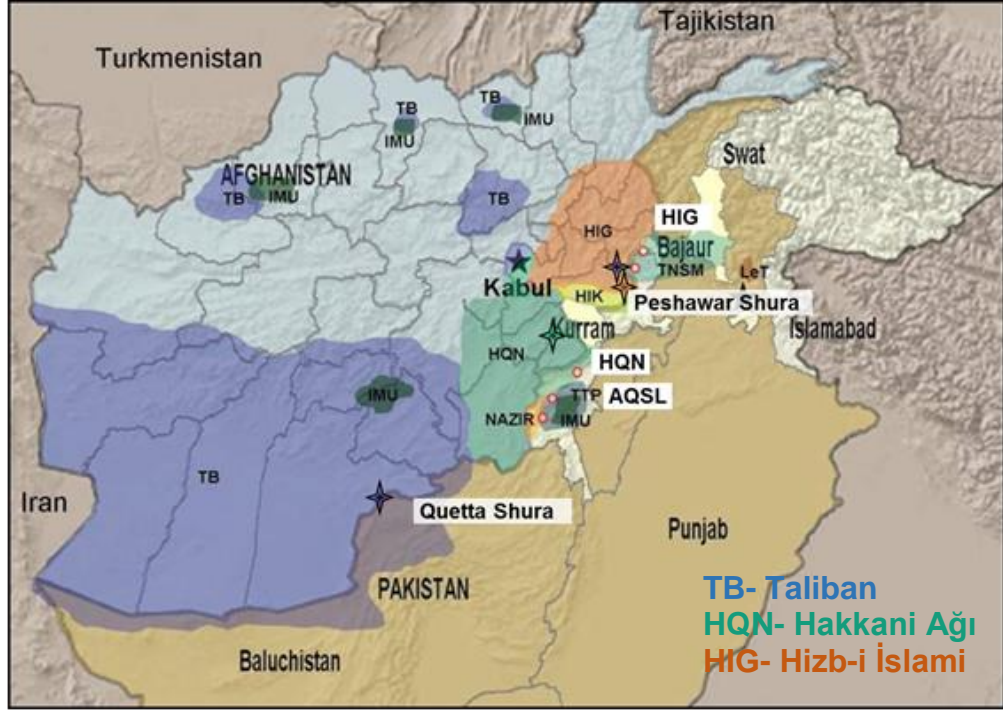 Tajikistan
Turkmenistan
TB
IMU
TB
IMU
Swat
AFGHANISTAN
TB
IMU
TB
HIG
HIG
Bajaur
TNSM
LeT
Kabul
HIK
Peshawar Shura
Kurram
Islamabad
HQN
HQN
TTP
AQSL
IMU
NAZIR
IMU
TB
Iran
Quetta Shura
Punjab
PAKISTAN
Baluchistan
TB- Taliban
HQN- Hakkani Ağı
HIG- Hizb-i İslami